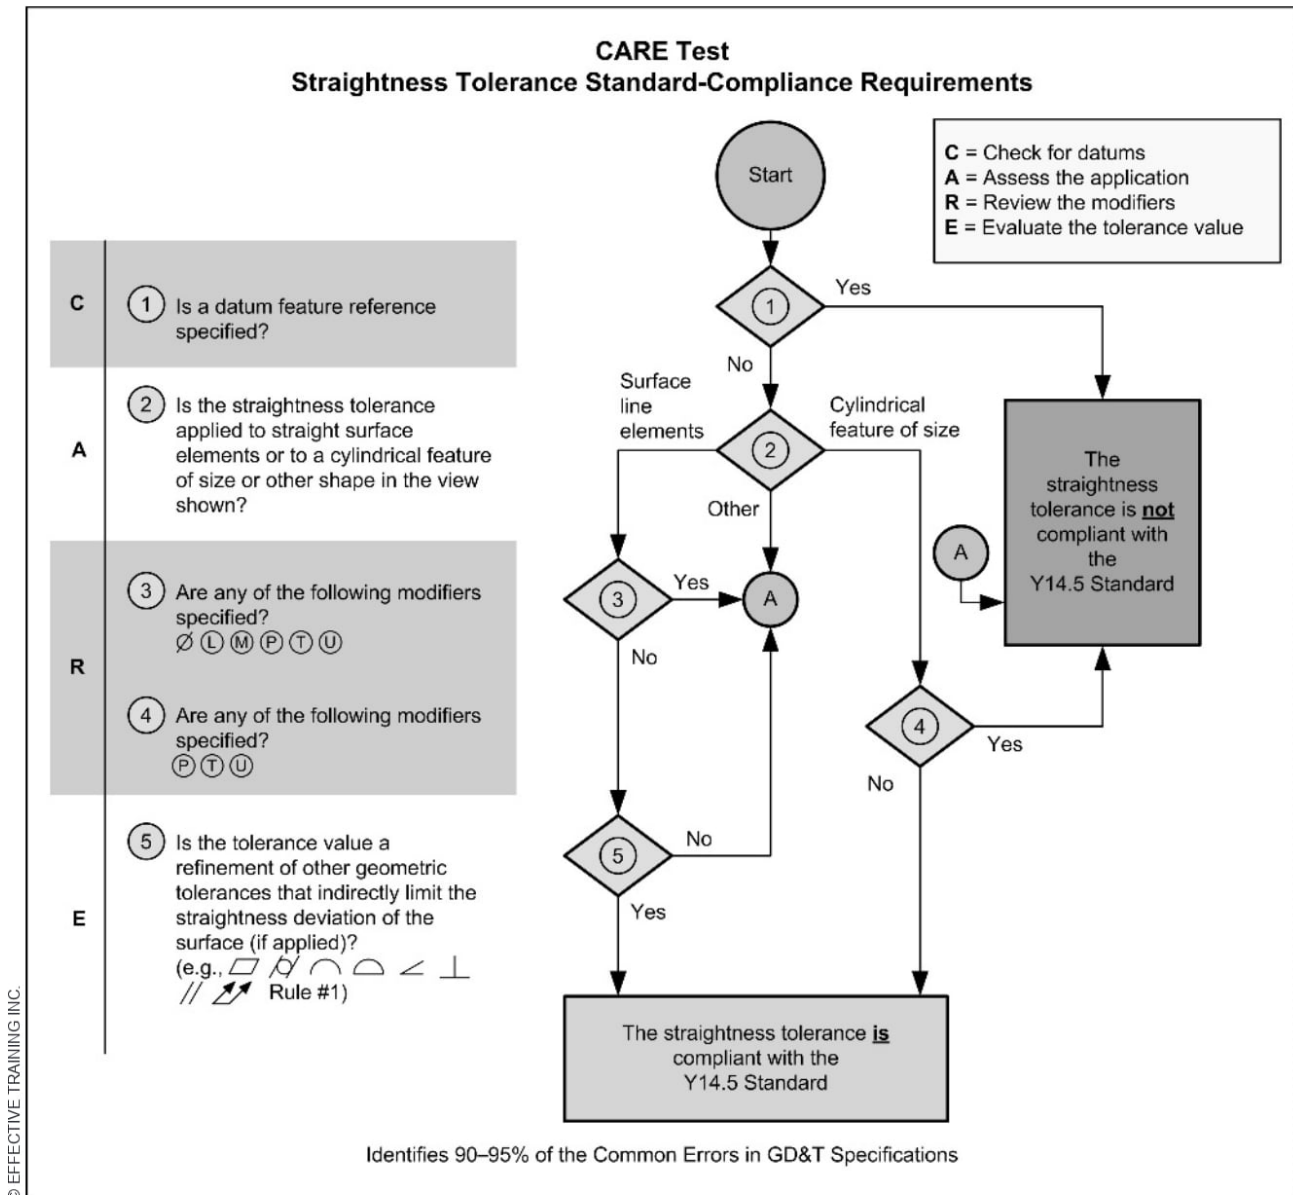 CARE Test
Straightness Tolerance Standard-Compliance Requirements
C = Check for datums
A = Assess the application
R = Review the modifiers
E = Evaluate the tolerance value
C
1 Is a datum feature reference
specified?
A
2 Is the straightness tolerance
applied to straight surface
elements or to a cylindrical feature
of size or other shape in the view
shown?
R
3 Are any of the following modifiers
specified?
Ⓛ Ⓜ Ⓟ Ⓣ Ⓤ
4 Are any of the following modifiers
specified?
Ⓟ Ⓣ Ⓤ
E
5 Is the tolerance value a
refinement of other geometric
tolerances that indirectly limit the
straightness deviation of the
surface (if applied)?
(e.g.,
Rule #1)
Start
1
Yes
No
Surface
line
elements
2
Cylindrical
feature of size
Other
3
Yes
No
A
A
The
straightness
tolerance is not
compliant with
the
Y14.5 Standard
4
Yes
No
5
No
Yes
The straightness tolerance is
compliant with the
Y14.5 Standard
Identifies 90–95% of the Common Errors in GD&T Specifications
© EFFECTIVE TRAINING INC.